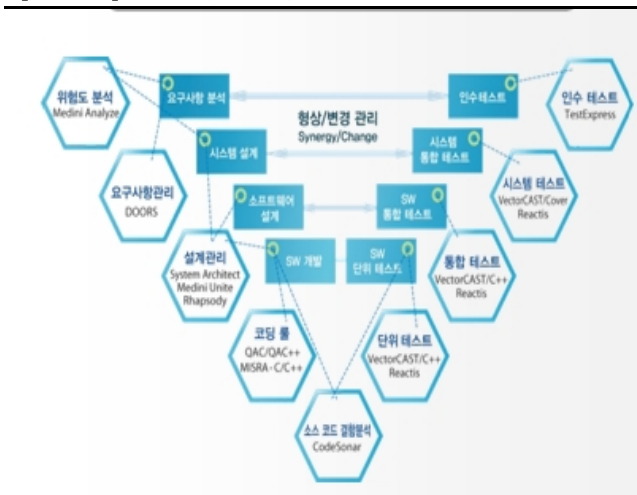 위험도 분석
Medini Analyze
요구사항 분석
인수테스트
인수 테스트
TestExpress
형상/변경 관리
Synergy/Change
시스템 설계
시스템
통합 테스트
요구사항관리
DOORS
소프트웨어
설계
SW
통합 테스트
시스템 테스트
VectorCAST/Cover
Reactis
설계관리
System Architect
Medini Unite
Rhapsody
SW 개발
SW
단위 테스트
통합 테스트
VectorCAST/C++
Reactis
코딩 룰
QAC/QAC++
MISRA-C/C++
단위 테스트
VectorCAST/C++
Reactis
소스 코드 결함분석
CodeSonar